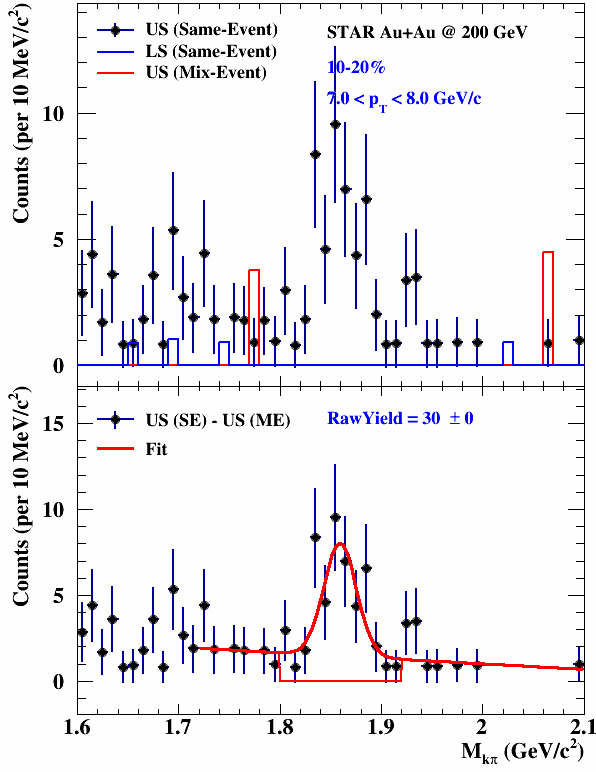 US (Same-Event)
LS (Same-Event)
US (Mix-Event)
STAR Au+Au @ 200 GeV
10-20%
7.0 < p_T < 8.0 GeV/c
Counts (per 10 MeV/c²)
10
5
0
US (SE) - US (ME)
Fit
RawYield = 30 ± 0
Counts (per 10 MeV/c²)
15
10
5
0
1.6 1.7 1.8 1.9 2 2.1
M_kπ (GeV/c²)